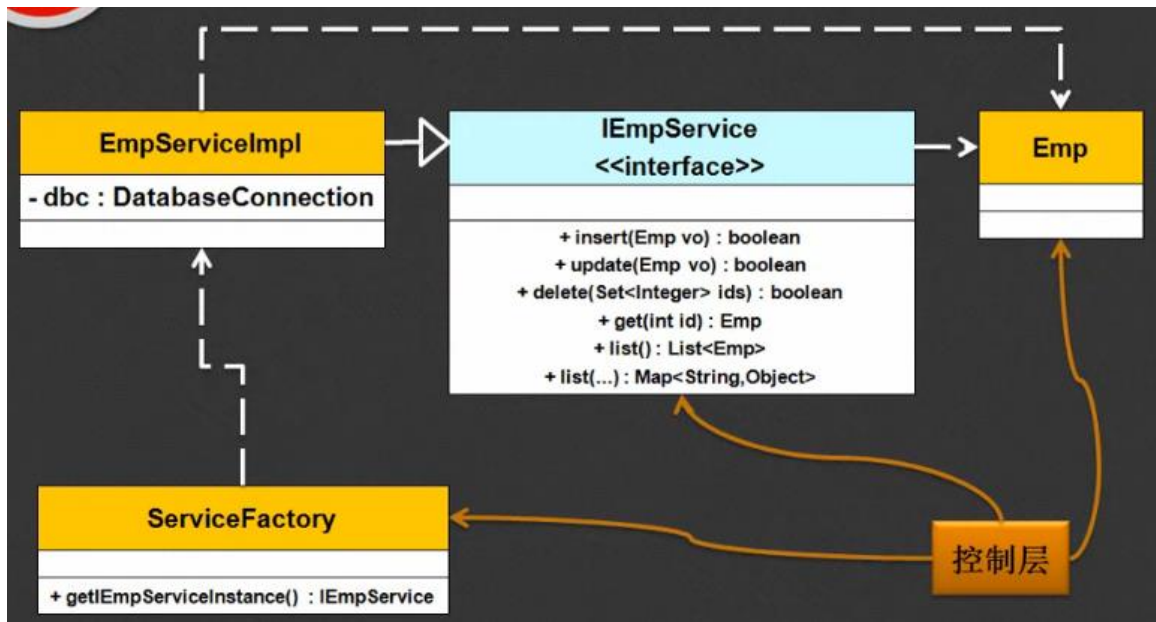 EmpServiceImpl
- dbc : DatabaseConnection
IEmpService
<<interface>>
+ insert(Emp vo) : boolean
+ update(Emp vo) : boolean
+ delete(Set<Integer> ids) : boolean
+ get(int id) : Emp
+ list() : List<Emp>
+ list(...) : Map<String,Object>
Emp
ServiceFactory
+ getIEmpServiceInstance() : IEmpService
控制层